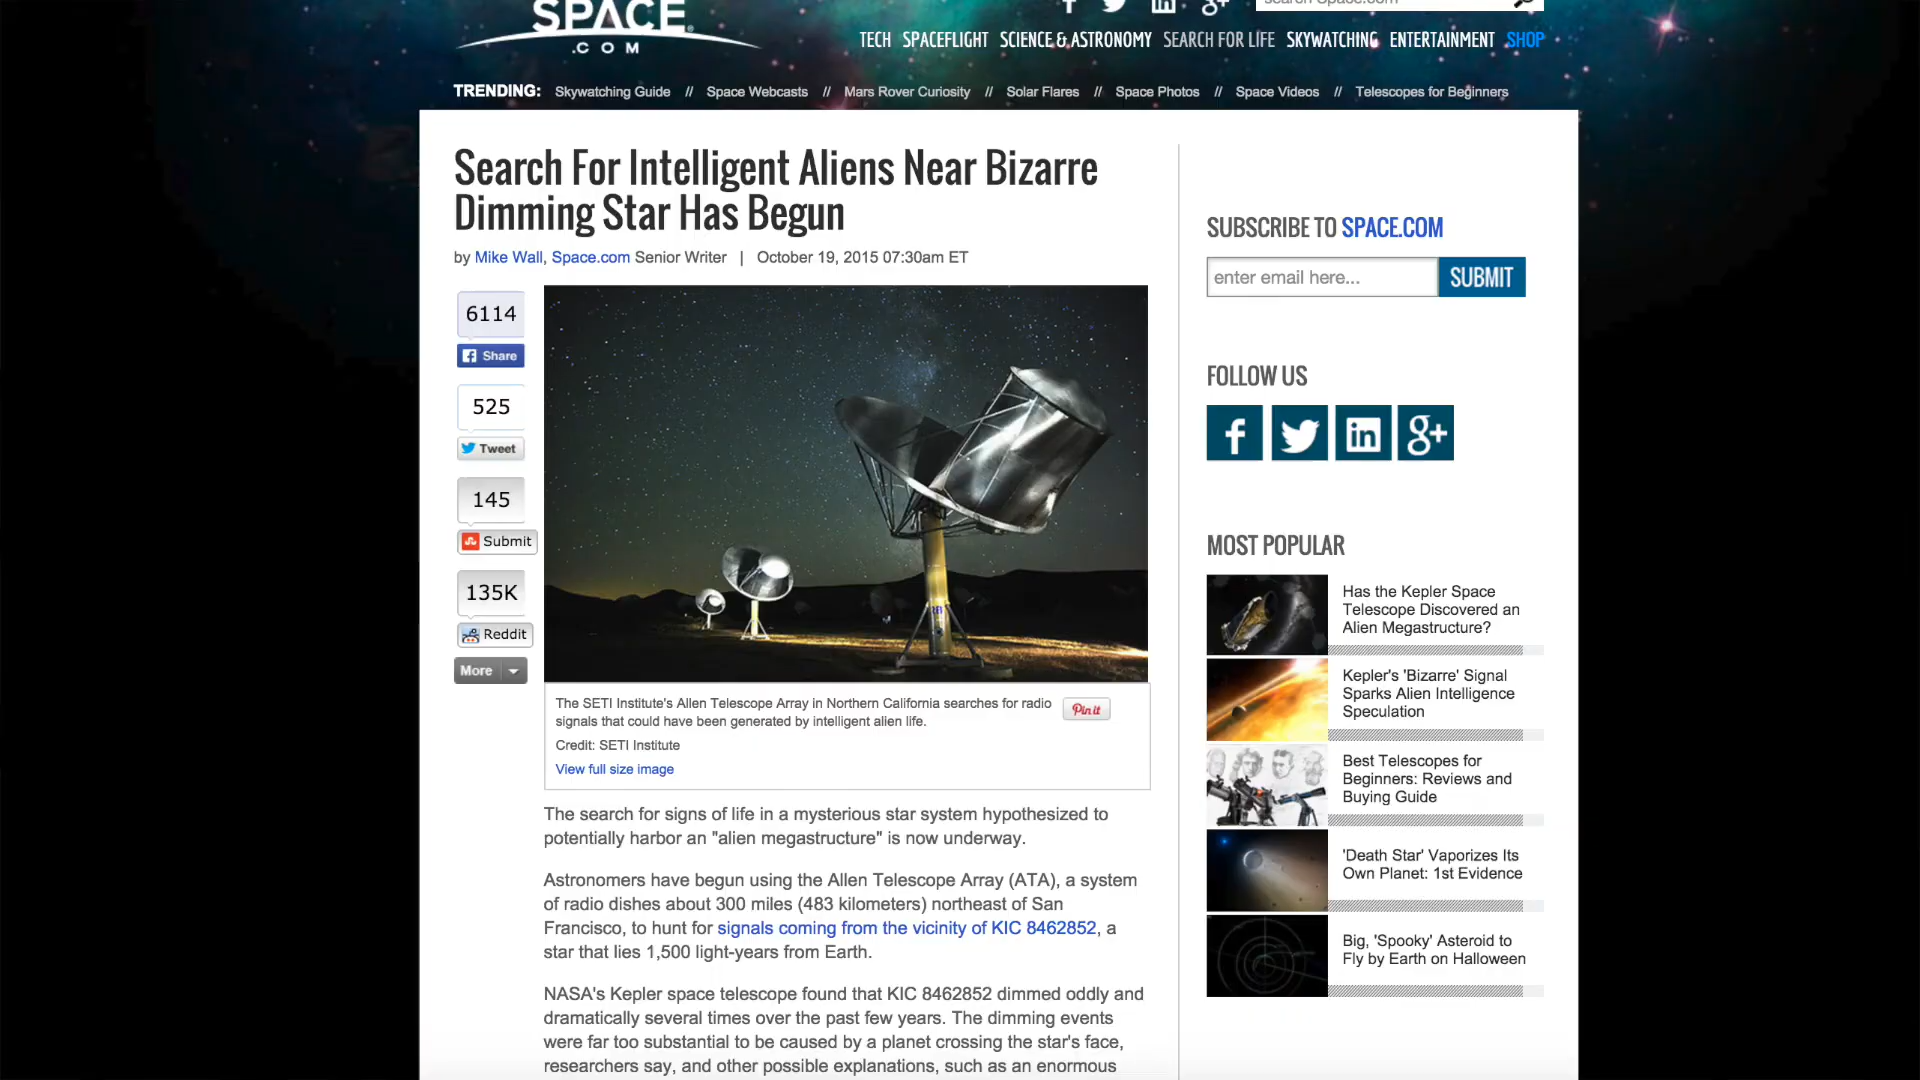 SPACE
.COM
search Space.com
TECH SPACEFLIGHT SCIENCE & ASTRONOMY SEARCH FOR LIFE SKYWATCHING ENTERTAINMENT SHOP
TRENDING: Skywatching Guide // Space Webcasts // Mars Rover Curiosity // Solar Flares // Space Photos // Space Videos // Telescopes for Beginners
Search For Intelligent Aliens Near Bizarre
Dimming Star Has Begun
by Mike Wall, Space.com Senior Writer | October 19, 2015 07:30am ET
6114
Share
525
Tweet
145
Submit
135K
Reddit
More
The SETI Institute's Allen Telescope Array in Northern California searches for radio
signals that could have been generated by intelligent alien life.
Pin it
Credit: SETI Institute
View full size image
The search for signs of life in a mysterious star system hypothesized to
potentially harbor an "alien megastructure" is now underway.
Astronomers have begun using the Allen Telescope Array (ATA), a system
of radio dishes about 300 miles (483 kilometers) northeast of San
Francisco, to hunt for signals coming from the vicinity of KIC 8462852, a
star that lies 1,500 light-years from Earth.
NASA's Kepler space telescope found that KIC 8462852 dimmed oddly and
dramatically several times over the past few years. The dimming events
were far too substantial to be caused by a planet crossing the star's face,
researchers say, and other possible explanations, such as an enormous
SUBSCRIBE TO SPACE.COM
enter email here...
SUBMIT
FOLLOW US
MOST POPULAR
Has the Kepler Space
Telescope Discovered an
Alien Megastructure?
Kepler's 'Bizarre' Signal
Sparks Alien Intelligence
Speculation
Best Telescopes for
Beginners: Reviews and
Buying Guide
'Death Star' Vaporizes Its
Own Planet: 1st Evidence
Big, 'Spooky' Asteroid to
Fly by Earth on Halloween